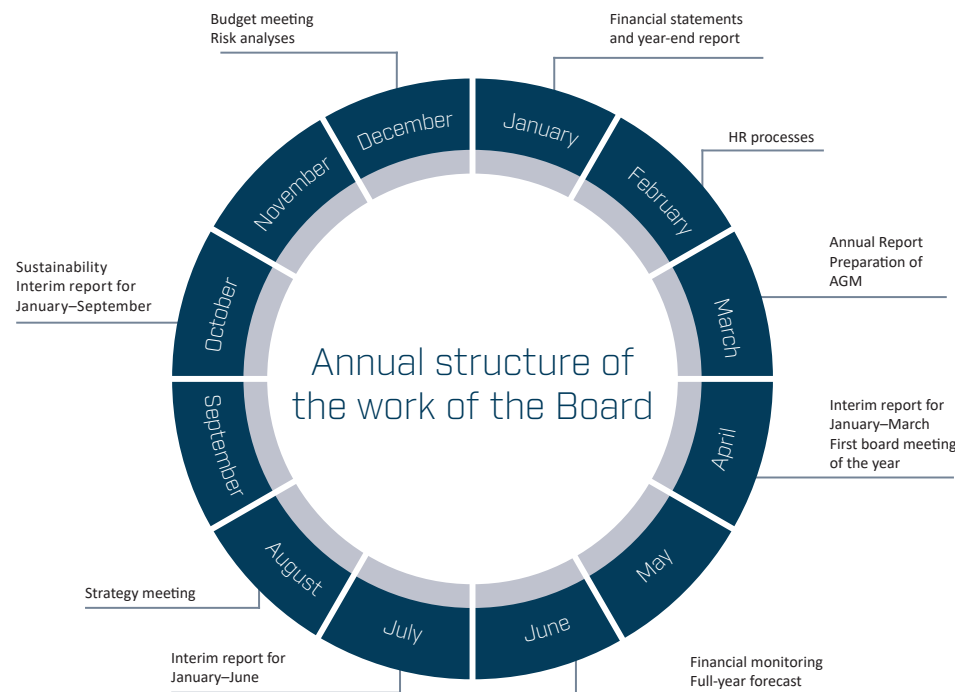 Budget meeting
Risk analyses
Financial statements
and year-end report
December
January
HR processes
November
February
Annual Report
Preparation of
AGM
Sustainability
Interim report for
January–September
October
March
Annual structure of
the work of the Board
Interim report for
January–March
First board meeting
of the year
September
April
August
May
Strategy meeting
July
June
Interim report for
January–June
Financial monitoring
Full-year forecast